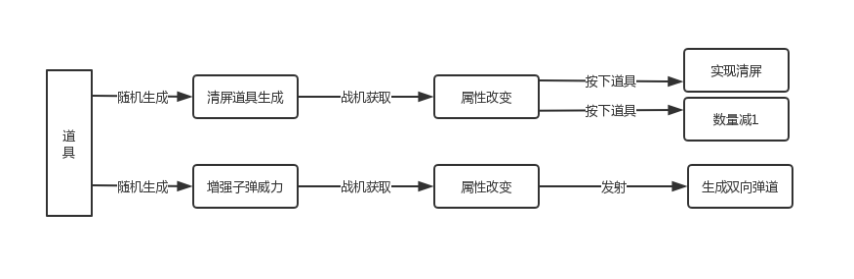 道
具
随机生成
清屏道具生成
战机获取
属性改变
按下道具
实现清屏
按下道具
数量减1
随机生成
增强子弹威力
战机获取
属性改变
发射
生成双向弹道